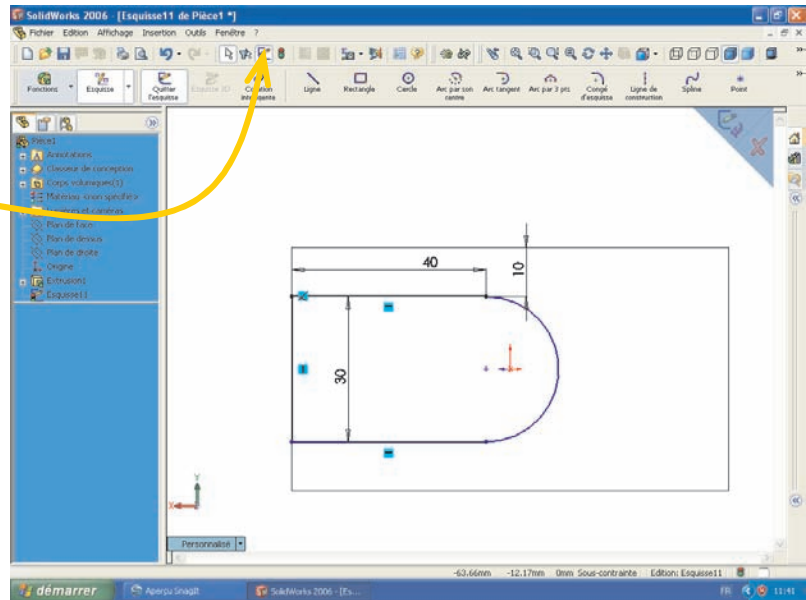 SolidWorks 2006 - [Esquisse11 de Pièce1 *]
Fichier Edition Affichage Insertion Outils Fenêtre ?
Fonctions Esquisse Quitter l'esquisse Esquisse 3D Cotation intelligente Ligne Rectangle Cercle Arc par son centre Arc tangent Arc par 3 pts Congé d'esquisse Ligne de construction Spline Point
Pièce1
Annotations
Classeur de conception
Corps volumiques(1)
Matériau <non spécifié>
Lumières et caméras
Plan de face
Plan de dessus
Plan de droite
Origine
Extrusion1
Esquisse11
40
10
30
Y
X
Personnalisé
-63.66mm -12.17mm 0mm Sous-contrainte Edition: Esquisse11
démarrer Aperçu SnagIt SolidWorks 2006 - [Es... FR 11:41